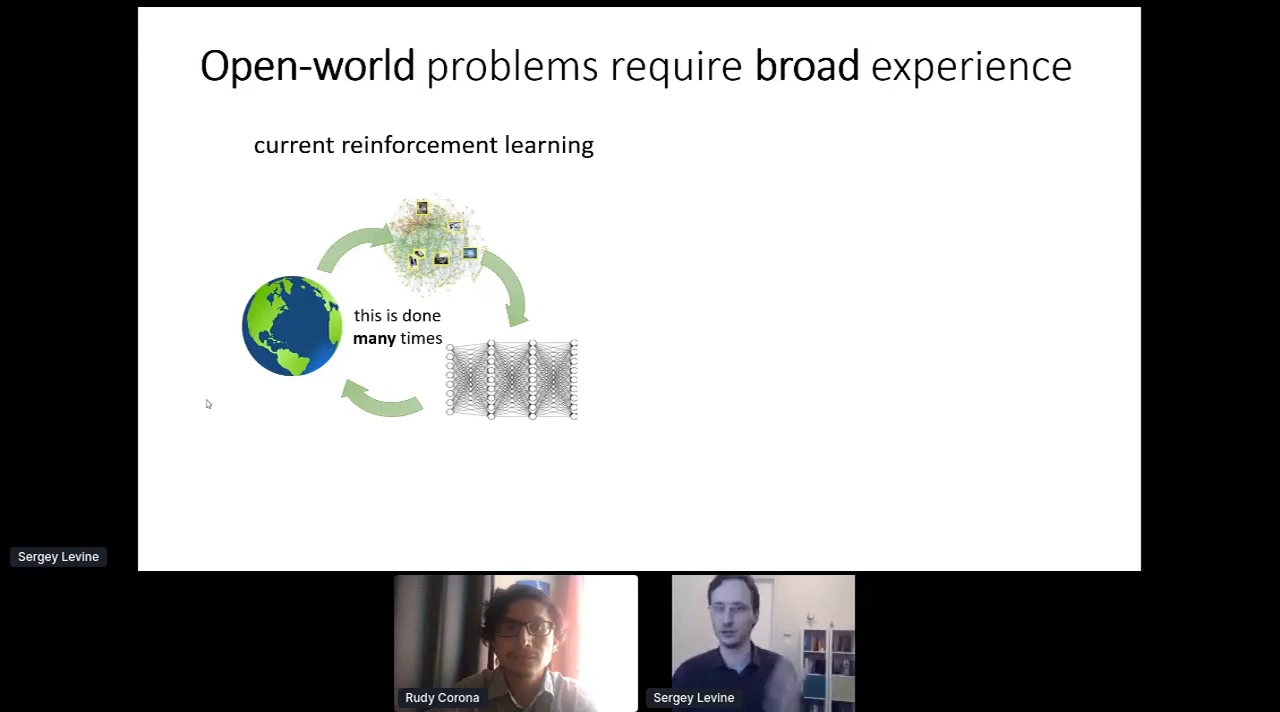 Open-world problems require broad experience
current reinforcement learning
this is done
many times
Sergey Levine
Rudy Corona
Sergey Levine